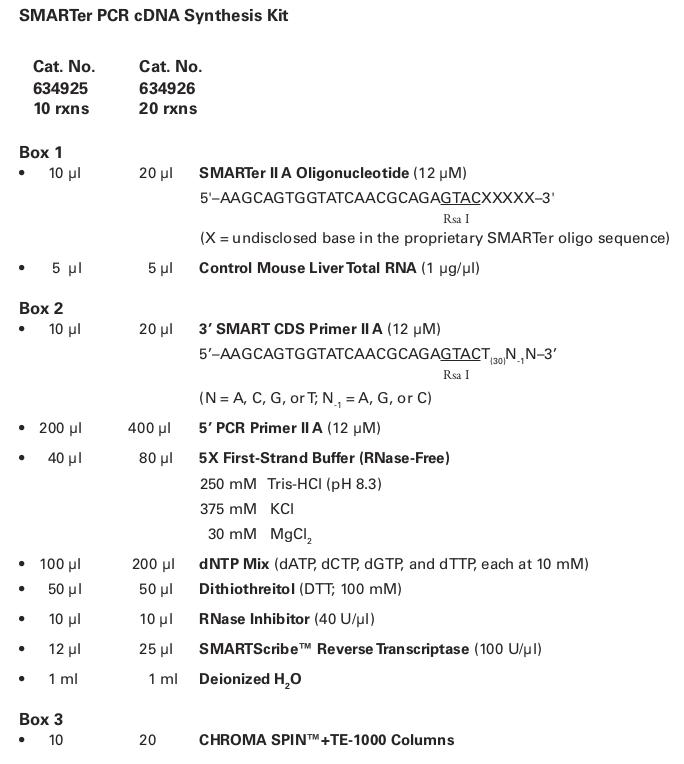 SMARTer PCR cDNA Synthesis Kit
Cat. No. Cat. No.
634925 634926
10 rxns 20 rxns
Box 1
• 10 µl 20 µl SMARTer II A Oligonucleotide (12 µM)
5'–AAGCAGTGGTATCAACGCAGAGTACXXXXX–3'
Rsa I
(X = undisclosed base in the proprietary SMARTer oligo sequence)
• 5 µl 5 µl Control Mouse Liver Total RNA (1 µg/µl)
Box 2
• 10 µl 20 µl 3’ SMART CDS Primer II A (12 µM)
5’–AAGCAGTGGTATCAACGCAGAGTACT(30)N-1N–3’
Rsa I
(N = A, C, G, or T; N-1 = A, G, or C)
• 200 µl 400 µl 5’ PCR Primer II A (12 µM)
• 40 µl 80 µl 5X First-Strand Buffer (RNase-Free)
250 mM Tris-HCl (pH 8.3)
375 mM KCl
30 mM MgCl2
• 100 µl 200 µl dNTP Mix (dATP, dCTP, dGTP, and dTTP, each at 10 mM)
• 50 µl 50 µl Dithiothreitol (DTT; 100 mM)
• 10 µl 10 µl RNase Inhibitor (40 U/µl)
• 12 µl 25 µl SMARTScribe™ Reverse Transcriptase (100 U/µl)
• 1 ml 1 ml Deionized H2O
Box 3
• 10 20 CHROMA SPIN™+TE-1000 Columns